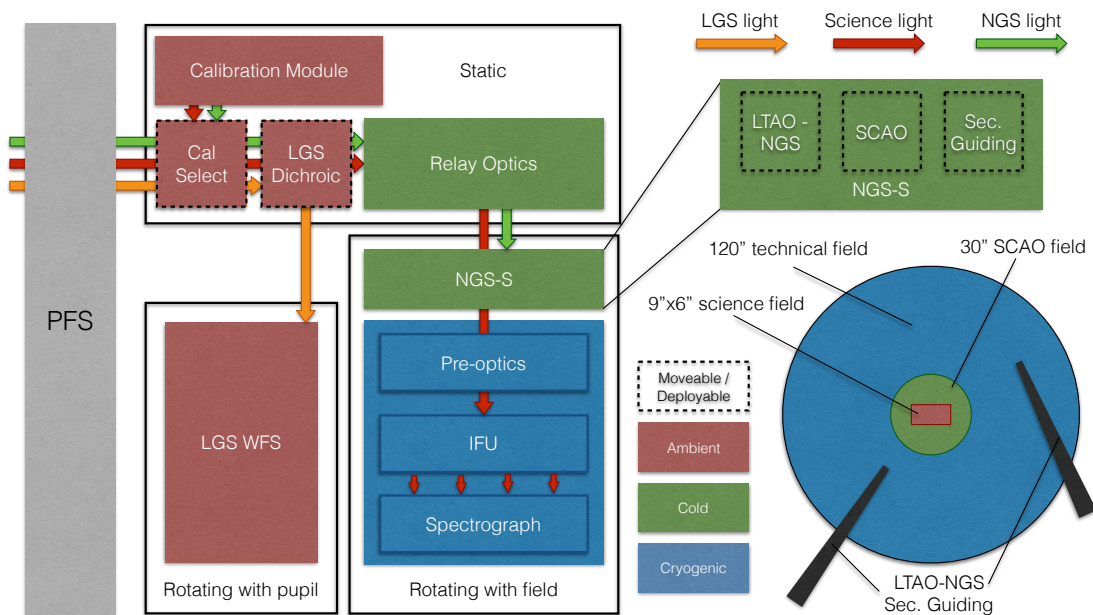 LGS light
Science light
NGS light
Calibration Module
Static
Cal
Select
LGS
Dichroic
Relay Optics
LTAO -
NGS
SCAO
Sec.
Guiding
NGS-S
PFS
NGS-S
120” technical field
30” SCAO field
9”x6” science field
LGS WFS
Pre-optics
IFU
Spectrograph
Moveable /
Deployable
Ambient
Cold
Cryogenic
Rotating with pupil
Rotating with field
LTAO-NGS
Sec. Guiding